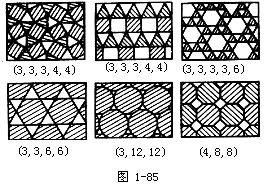 (3, 3, 3, 4, 4)
(3, 3, 3, 4, 4)
(3, 3, 3, 3, 6)
(3, 3, 6, 6)
(3, 12, 12)
(4, 8, 8)
图 1-85